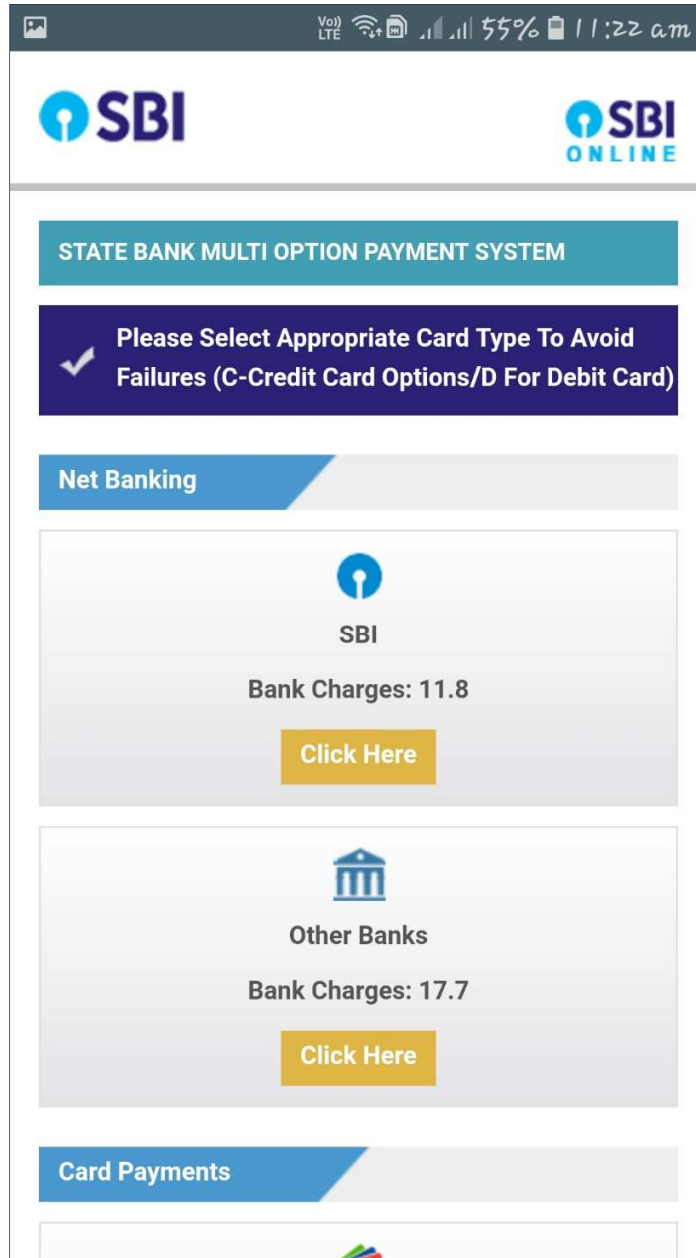 Vo)) LTE 55% 11:22 am
SBI
SBI
ONLINE
STATE BANK MULTI OPTION PAYMENT SYSTEM
Please Select Appropriate Card Type To Avoid
Failures (C-Credit Card Options/D For Debit Card)
Net Banking
SBI
Bank Charges: 11.8
Click Here
Other Banks
Bank Charges: 17.7
Click Here
Card Payments